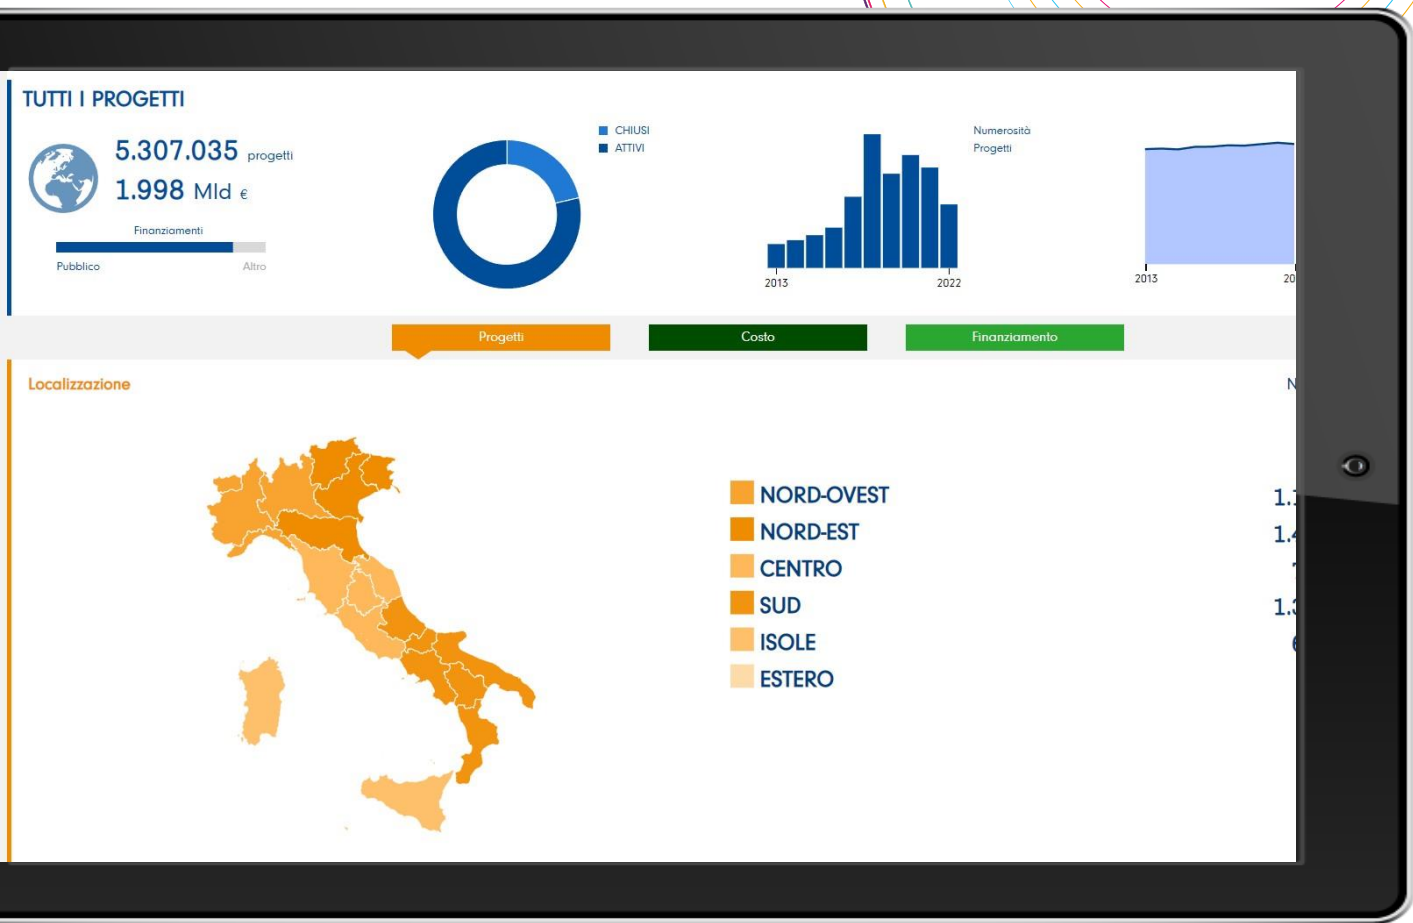 TUTTI I PROGETTI
5.307.035 progetti
1.998 Mld €
Finanziamenti
Pubblico Altro
CHIUSI
ATTIVI
Numerosità
Progetti
2013 2022
2013
Progetti Costo Finanziamento
Localizzazione
NORD-OVEST
NORD-EST
CENTRO
SUD
ISOLE
ESTERO